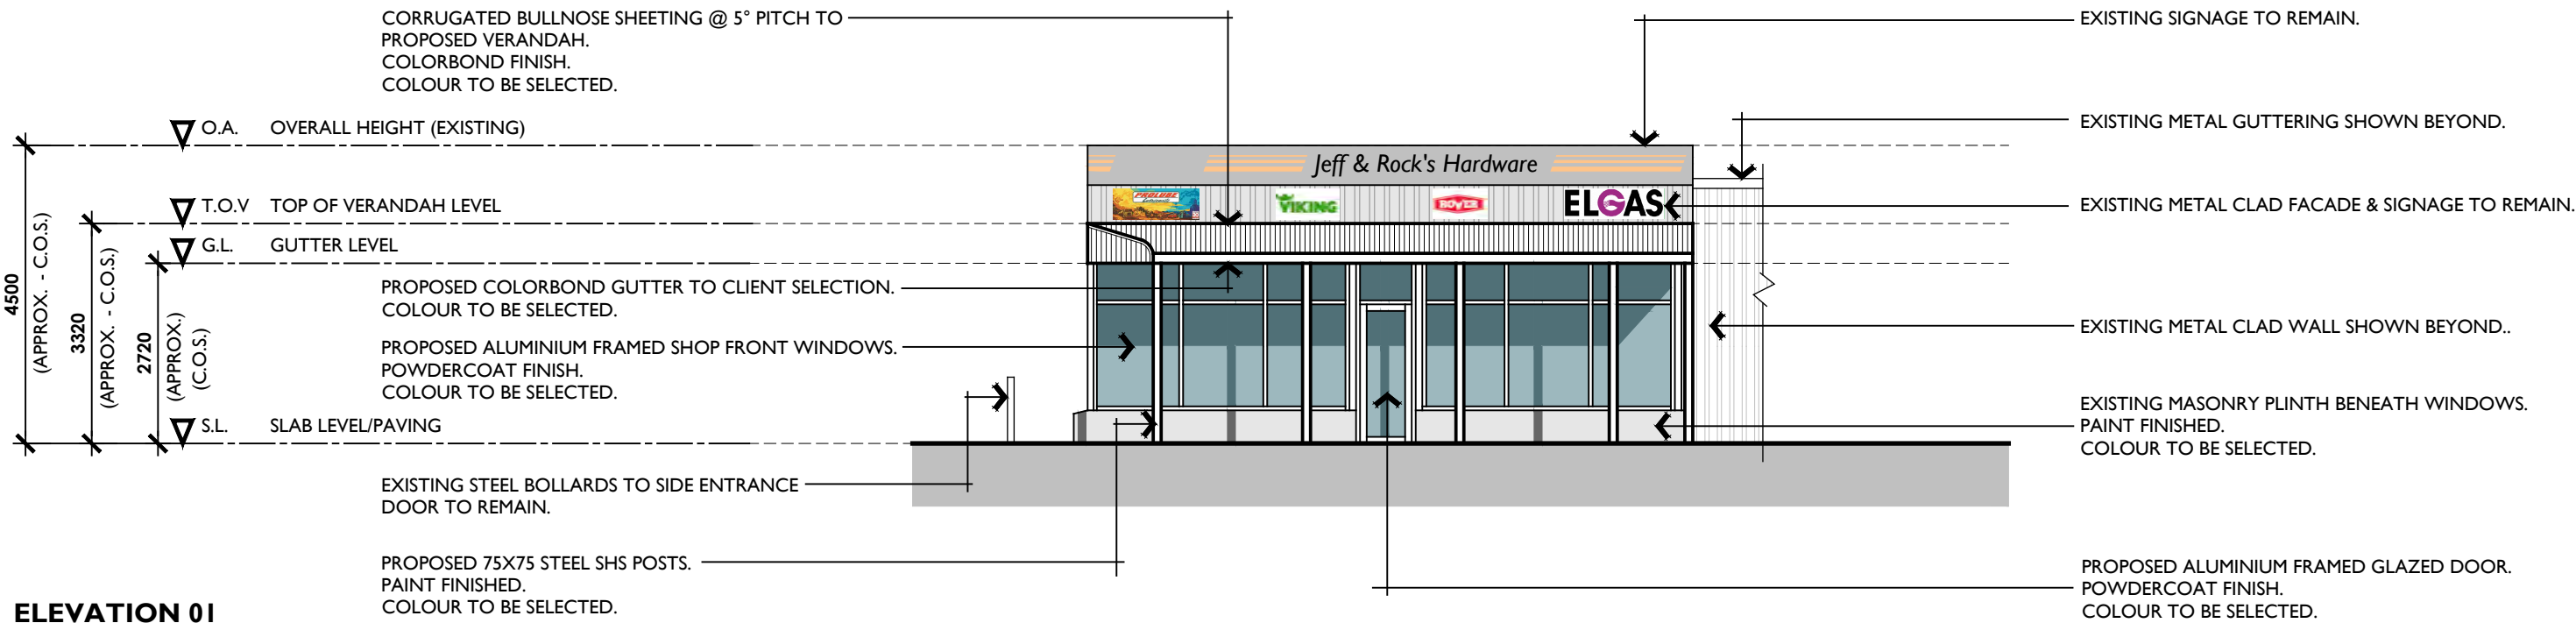 CORRUGATED BULLNOSE SHEETING @ 5° PITCH TO
PROPOSED VERANDAH.
COLORBOND FINISH.
COLOUR TO BE SELECTED.
EXISTING SIGNAGE TO REMAIN.
O.A. OVERALL HEIGHT (EXISTING)
EXISTING METAL GUTTERING SHOWN BEYOND.
Jeff & Rock's Hardware
PROLUBE
VIKING
ELGAS
T.O.V TOP OF VERANDAH LEVEL
EXISTING METAL CLAD FACADE & SIGNAGE TO REMAIN.
G.L. GUTTER LEVEL
4500
(APPROX. - C.O.S.)
3320
(APPROX. - C.O.S.)
2720
(APPROX.)
(C.O.S.)
PROPOSED COLORBOND GUTTER TO CLIENT SELECTION.
COLOUR TO BE SELECTED.
PROPOSED ALUMINIUM FRAMED SHOP FRONT WINDOWS.
POWDERCOAT FINISH.
COLOUR TO BE SELECTED.
EXISTING METAL CLAD WALL SHOWN BEYOND..
S.L. SLAB LEVEL/PAVING
EXISTING MASONRY PLINTH BENEATH WINDOWS.
PAINT FINISHED.
COLOUR TO BE SELECTED.
EXISTING STEEL BOLLARDS TO SIDE ENTRANCE
DOOR TO REMAIN.
PROPOSED 75X75 STEEL SHS POSTS.
PAINT FINISHED.
COLOUR TO BE SELECTED.
PROPOSED ALUMINIUM FRAMED GLAZED DOOR.
POWDERCOAT FINISH.
COLOUR TO BE SELECTED.
ELEVATION 01